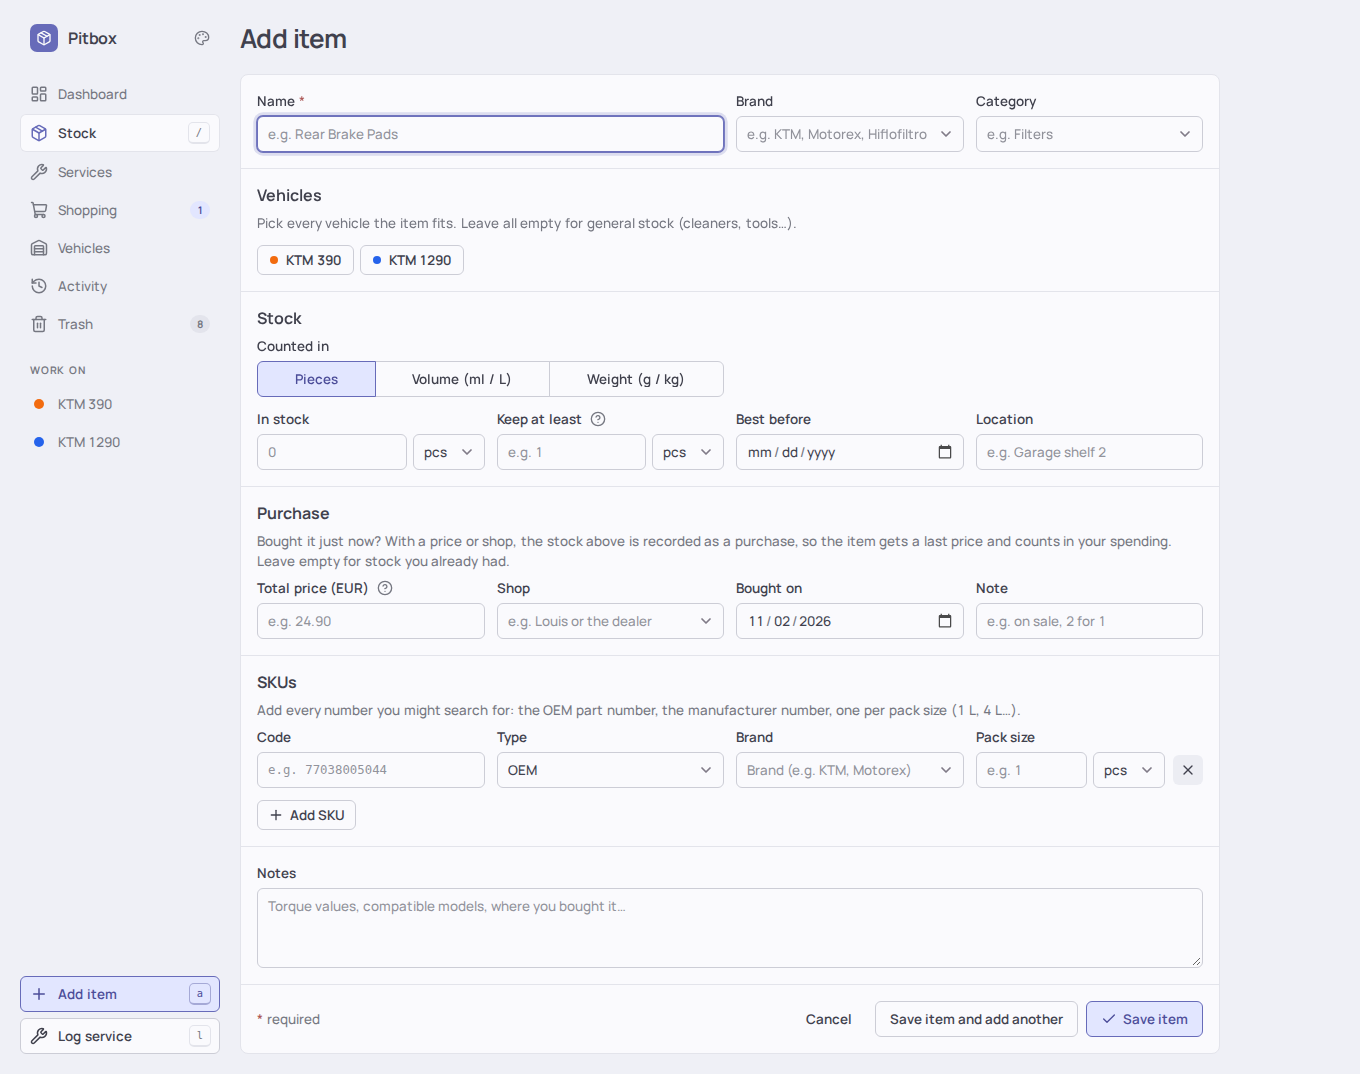 Pitbox
Dashboard
Stock /
Services
Shopping 1
Vehicles
Activity
Trash 8
WORK ON
KTM 390
KTM 1290
Add item a
Log service l
Add item
Name * Brand Category
e.g. Rear Brake Pads e.g. KTM, Motorex, Hiflofiltro e.g. Filters
Vehicles
Pick every vehicle the item fits. Leave all empty for general stock (cleaners, tools...).
KTM 390 KTM 1290
Stock
Counted in
Pieces Volume (ml / L) Weight (g / kg)
In stock Keep at least ? Best before Location
0 pcs e.g. 1 pcs mm/dd/yyyy e.g. Garage shelf 2
Purchase
Bought it just now? With a price or shop, the stock above is recorded as a purchase, so the item gets a last price and counts in your spending.
Leave empty for stock you already had.
Total price (EUR) ? Shop Bought on Note
e.g. 24.90 e.g. Louis or the dealer 11/02/2026 e.g. on sale, 2 for 1
SKUs
Add every number you might search for: the OEM part number, the manufacturer number, one per pack size (1 L, 4 L...).
Code Type Brand Pack size
e.g. 77038005044 OEM Brand (e.g. KTM, Motorex) e.g. 1 pcs
Add SKU
Notes
Torque values, compatible models, where you bought it...
* required Cancel Save item and add another Save item